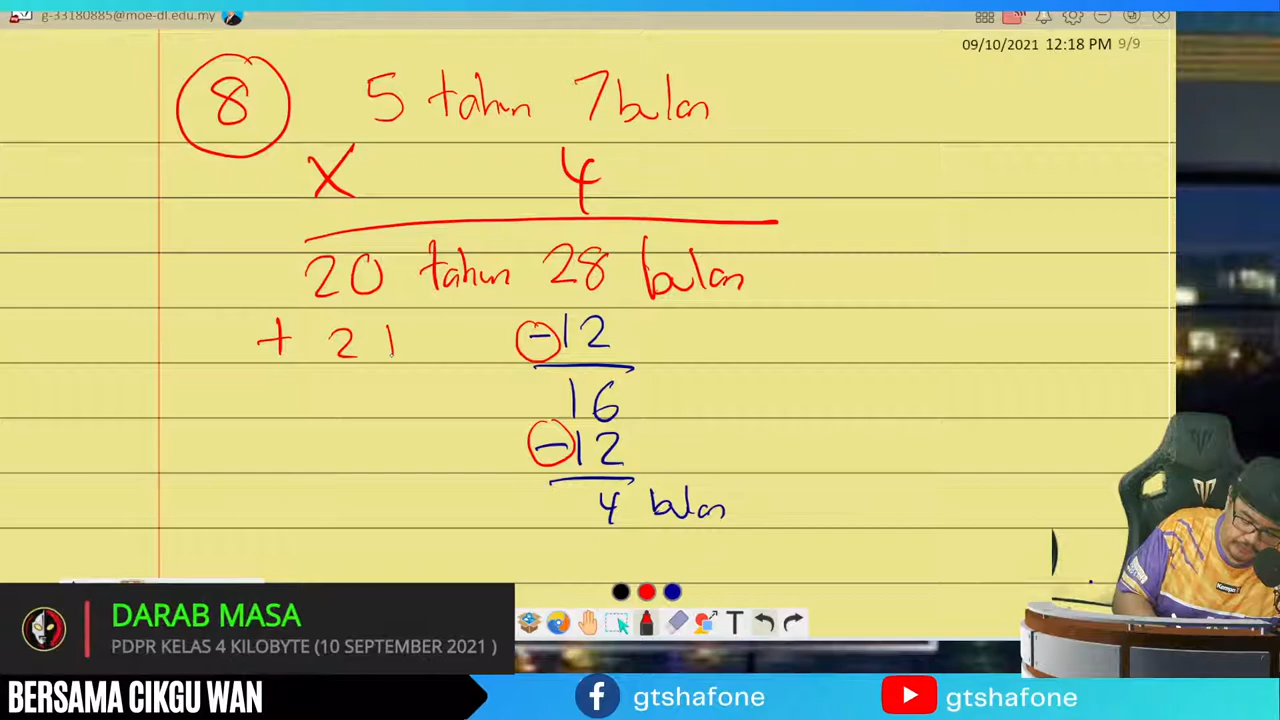 g-33180885@moe-dl.edu.my
09/10/2021 12:18 PM 9/9
8 5 tahun 7 bulan
X 4
20 tahun 28 bulan
+ 2 -12
16
-12
4 bulan
T
DARAB MASA
PDPR KELAS 4 KILOBYTE (10 SEPTEMBER 2021 )
BERSAMA CIKGU WAN
gtshafone
gtshafone